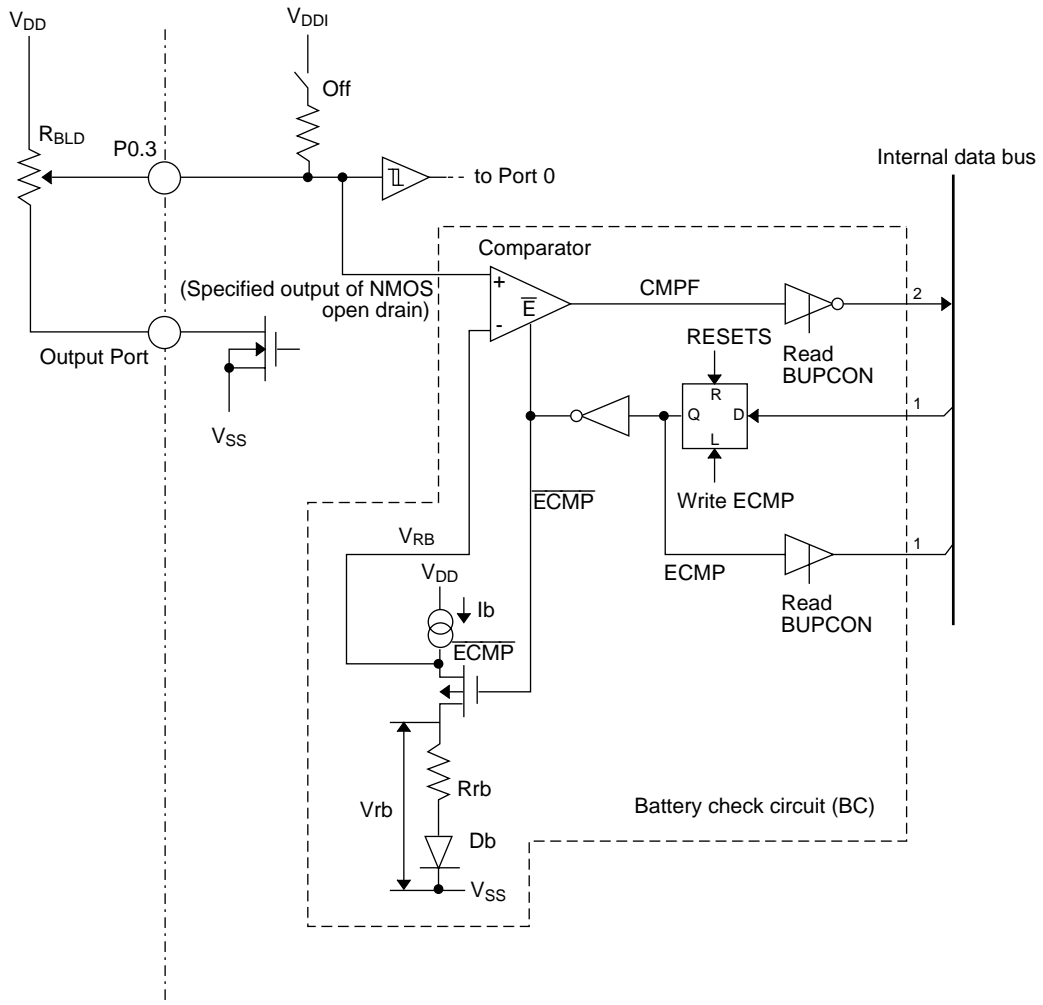 VDD
VDDI
Off
RBLD
P0.3
to Port 0
Internal data bus
Comparator
(Specified output of NMOS
open drain)
+
E
-
CMPF
2
Output Port
RESETS
Read
BUPCON
R
Q
D
L
1
VSS
Write ECMP
ECMP
VRB
ECMP
1
VDD
Read
BUPCON
Ib
ECMP
Rrb
Vrb
Battery check circuit (BC)
Db
VSS